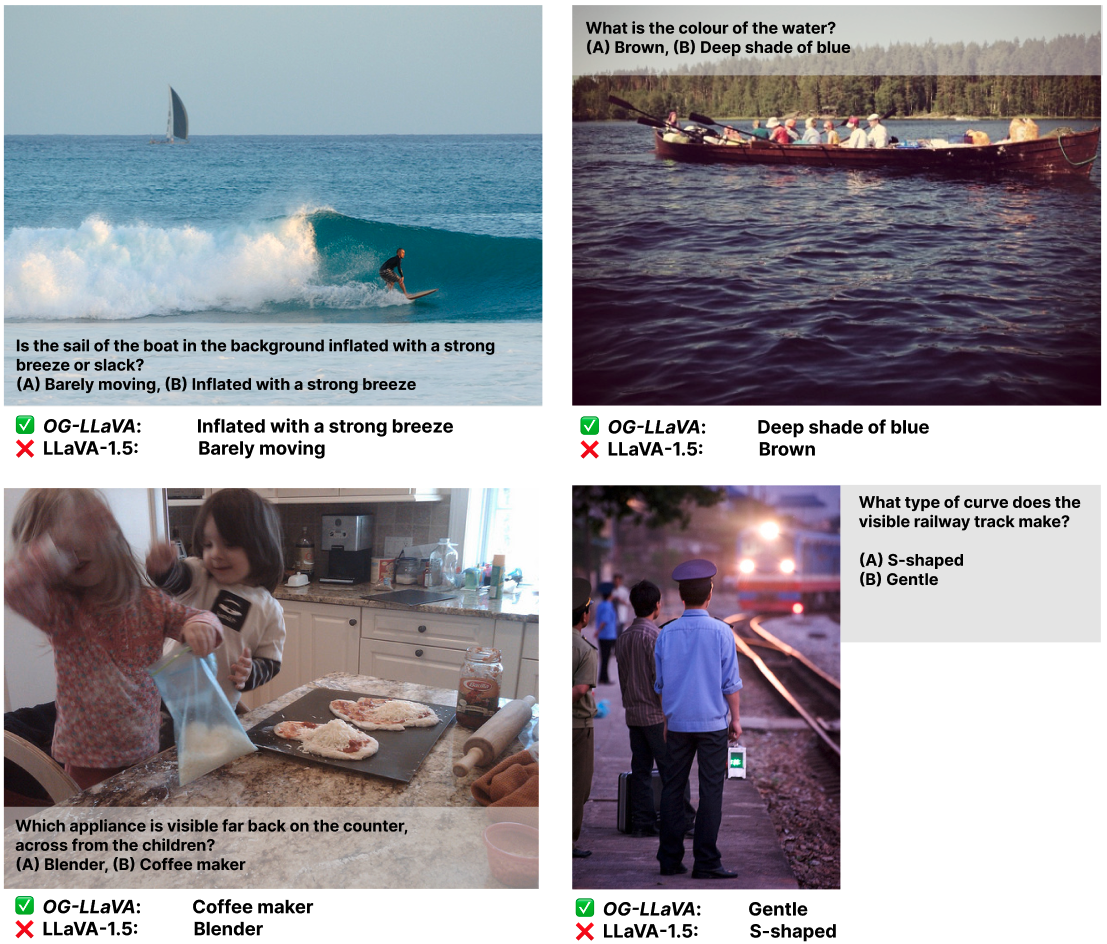 Is the sail of the boat in the background inflated with a strong
breeze or slack?
(A) Barely moving, (B) Inflated with a strong breeze
✅ OG-LLaVA: Inflated with a strong breeze
❌ LLaVA-1.5: Barely moving
What is the colour of the water?
(A) Brown, (B) Deep shade of blue
✅ OG-LLaVA: Deep shade of blue
❌ LLaVA-1.5: Brown
Which appliance is visible far back on the counter,
across from the children?
(A) Blender, (B) Coffee maker
✅ OG-LLaVA: Coffee maker
❌ LLaVA-1.5: Blender
What type of curve does the
visible railway track make?
(A) S-shaped
(B) Gentle
✅ OG-LLaVA: Gentle
❌ LLaVA-1.5: S-shaped